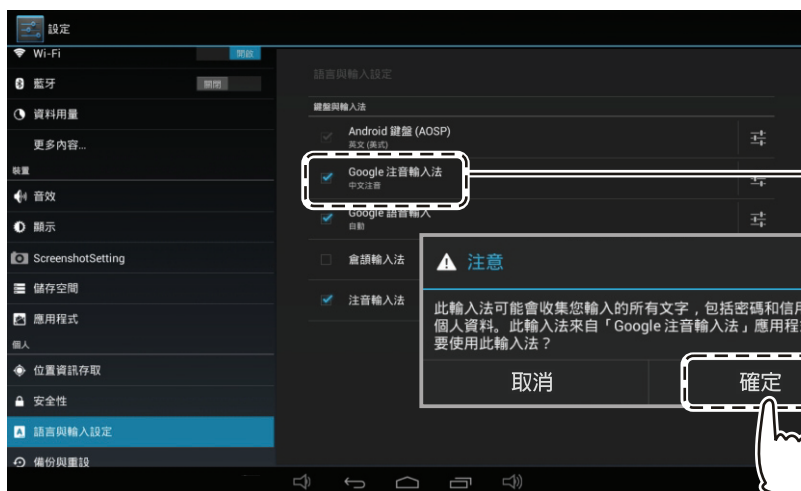 設定
Wi-Fi
開啟
藍牙
關閉
資料用量
更多內容...
裝置
音效
顯示
ScreenshotSetting
儲存空間
應用程式
個人
位置資訊存取
安全性
語言與輸入設定
備份與重設
語言與輸入設定
鍵盤與輸入法
Android 鍵盤 (AOSP)
英文 (美式)
Google 注音輸入法
中文注音
Google 語音輸入
自動
倉頡輸入法
注音輸入法
注意
此輸入法可能會收集您輸入的所有文字，包括密碼和信用
個人資料。此輸入法來自「Google 注音輸入法」應用程
要使用此輸入法？
取消
確定